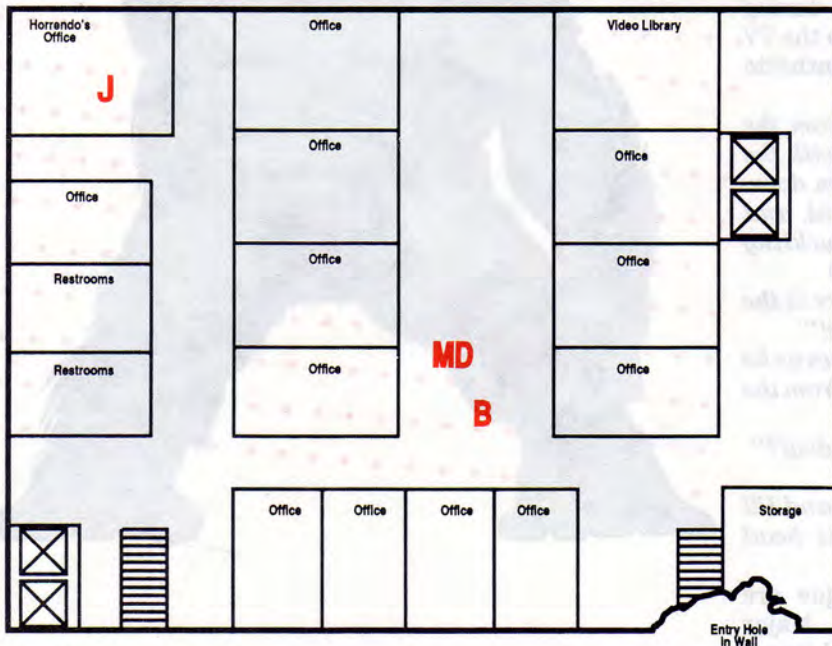 Horrendo's
Office
Office
Video Library
J
Office
Office
Office
Restrooms
Office
Office
Restrooms
Office
Office
MD
B
Office
Office
Office
Office
Storage
Entry Hole
in Wall